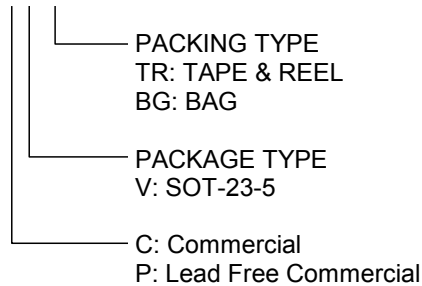 PACKING TYPE
TR: TAPE & REEL
BG: BAG
PACKAGE TYPE
V: SOT-23-5
C: Commercial
P: Lead Free Commercial